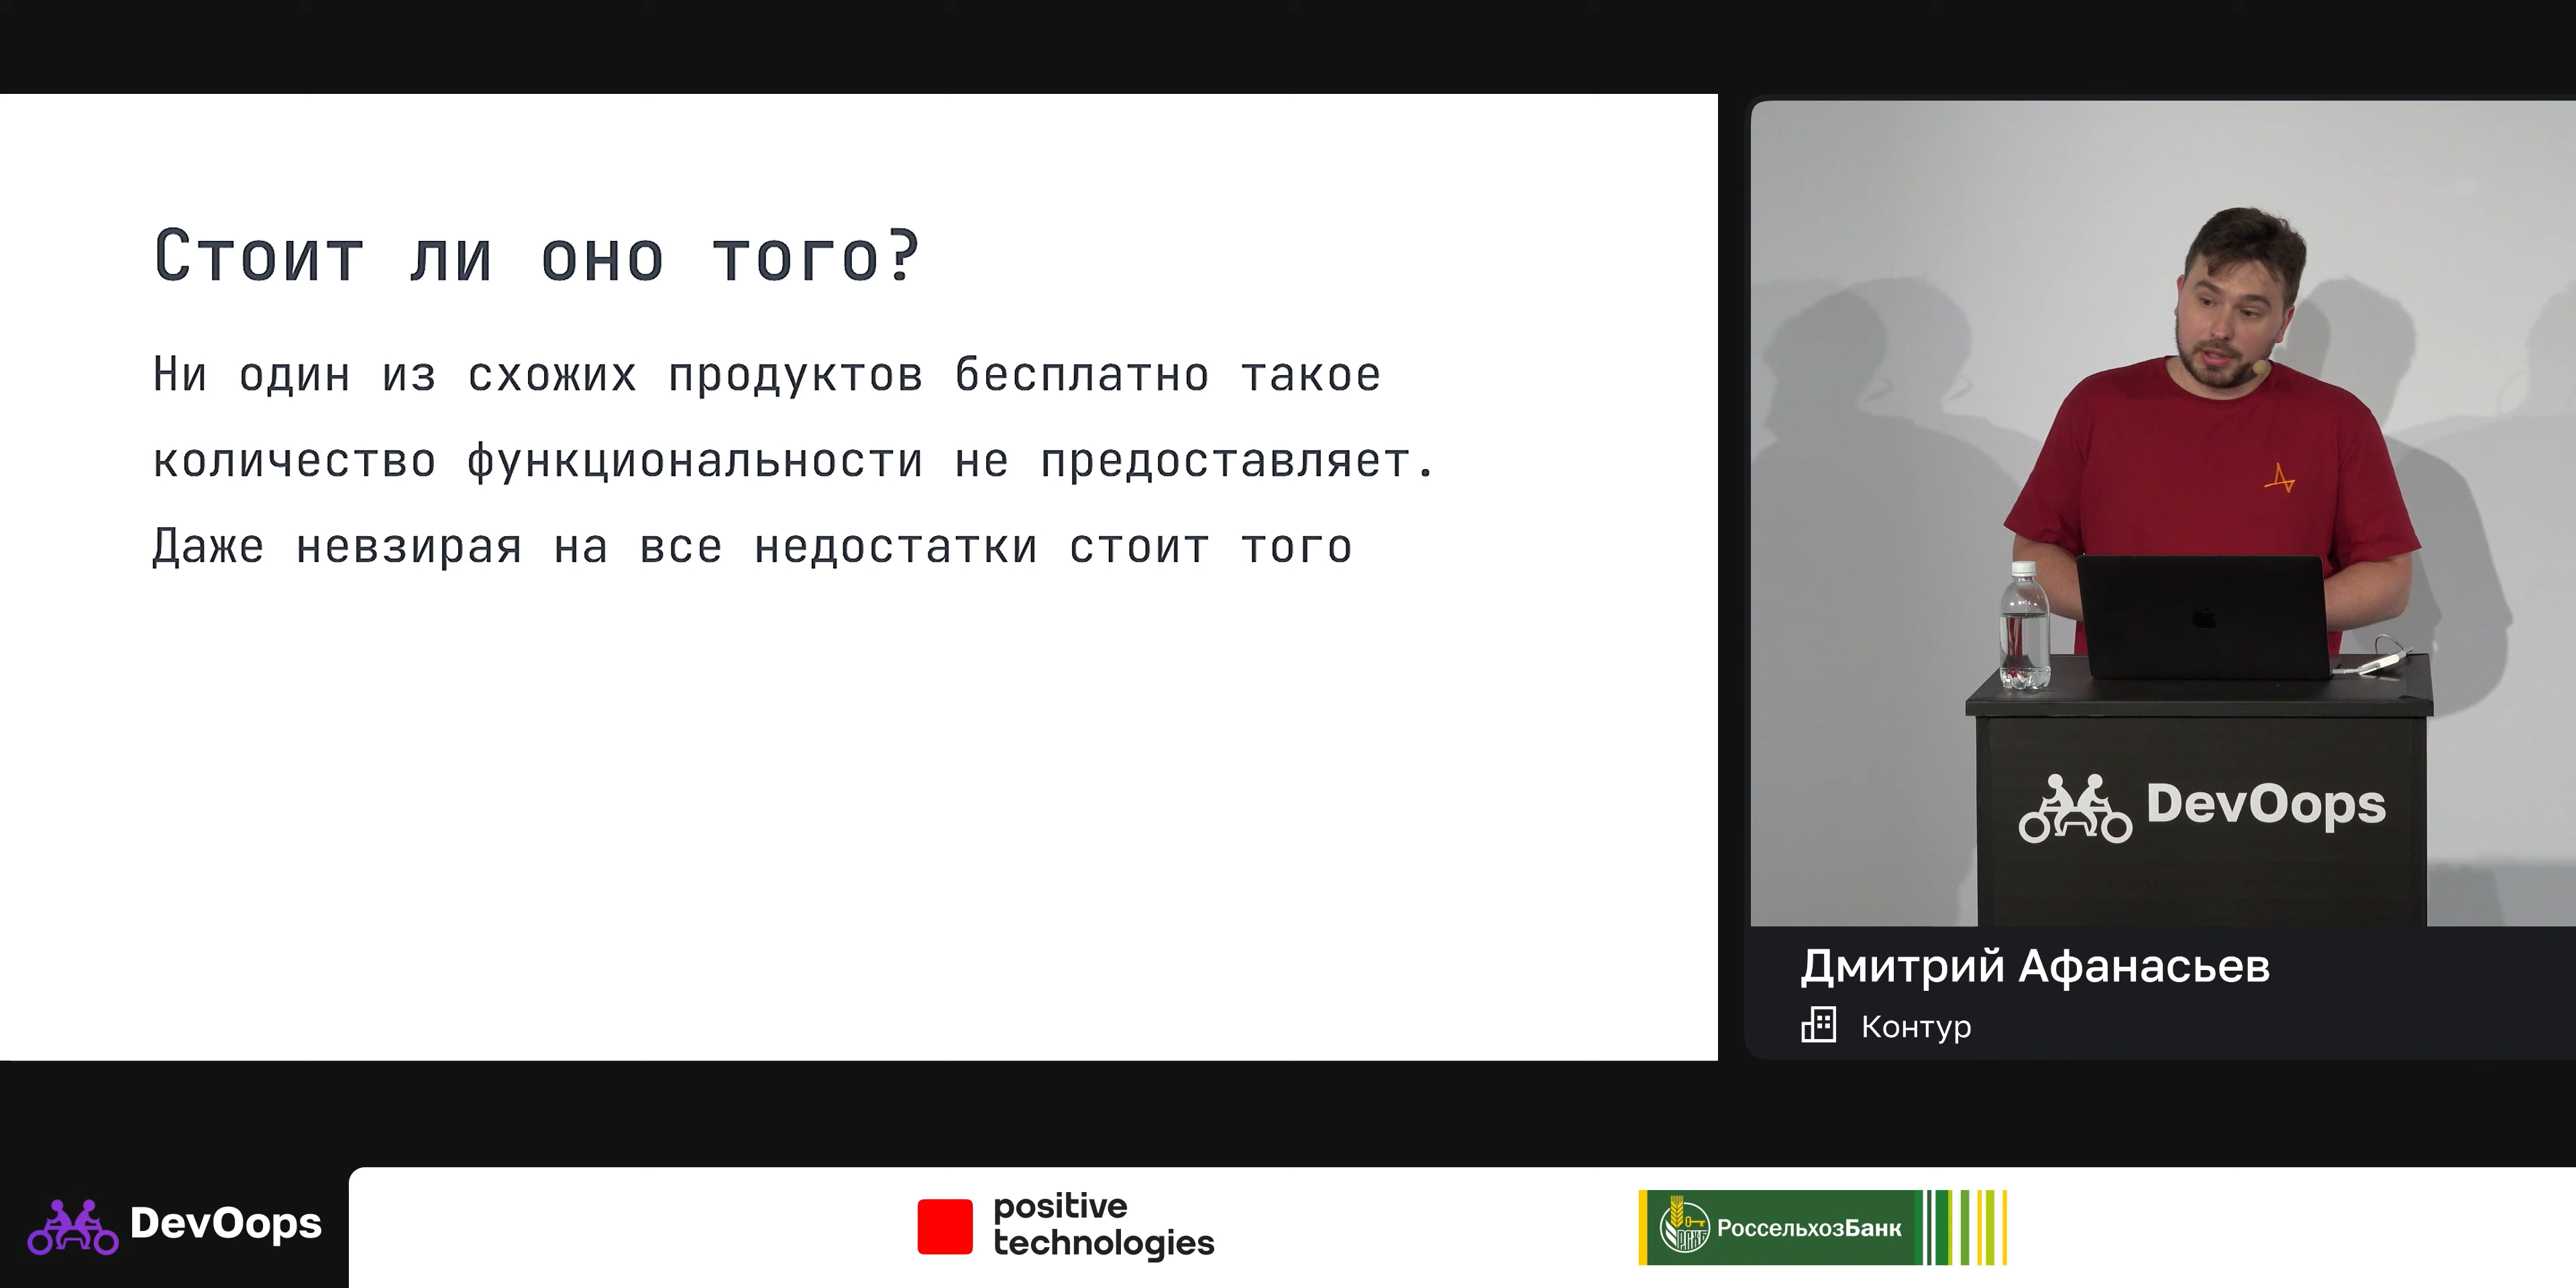 Стоит ли оно того?
Ни один из схожих продуктов бесплатно такое
количество функциональности не предоставляет.
Даже невзирая на все недостатки стоит того
DevOops
Дмитрий Афанасьев
Контур
DevOops
positive
technologies
РСХБ
РоссельхозБанк